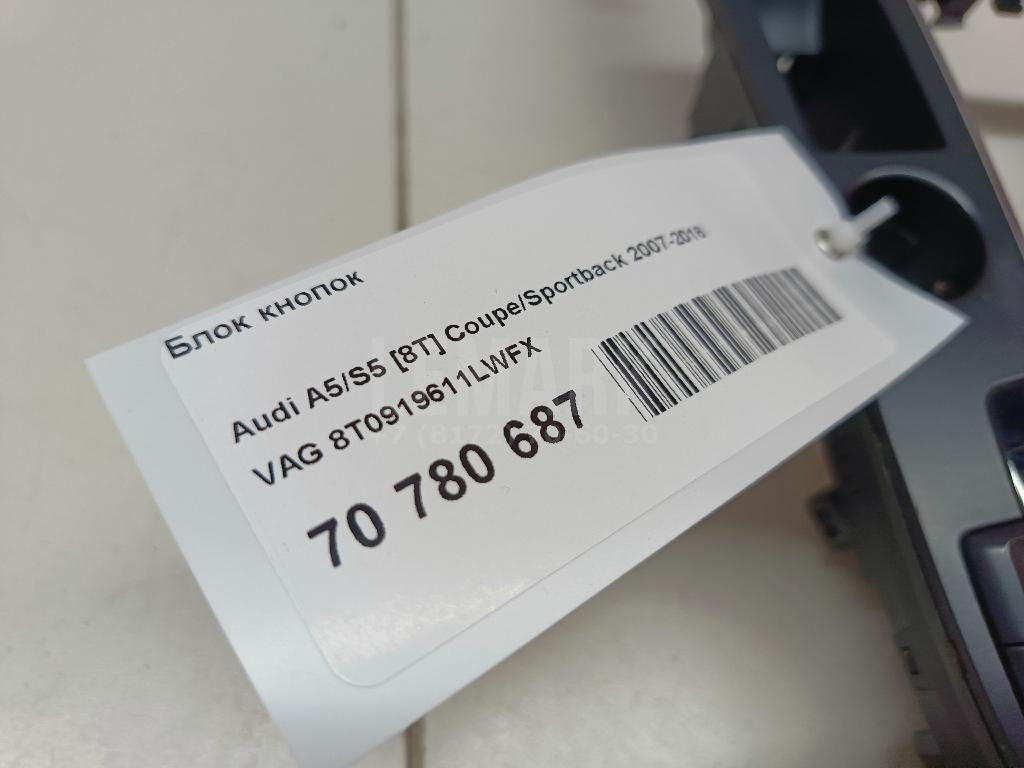 Блок кнопок
Audi A5/S5 [8T] Coupe/Sportback 2007-2016
VAG 8T0919611LWFX
70 780 687